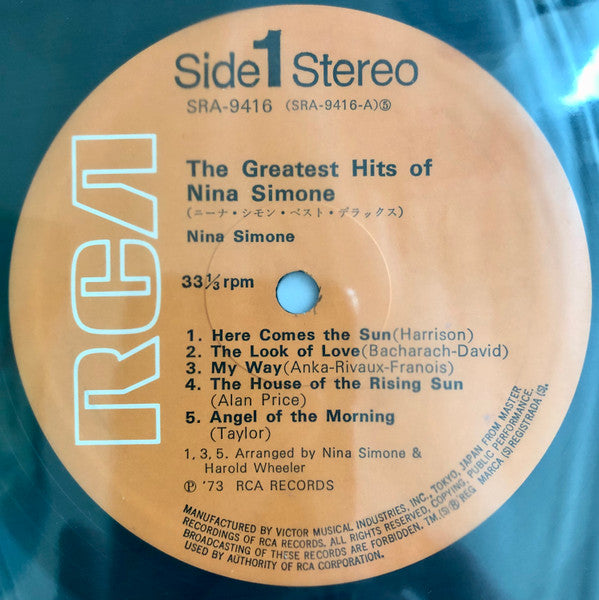 RCA
Side 1 Stereo
SRA-9416 (SRA-9416-A)⑤
The Greatest Hits of
Nina Simone
(ニーナ・シモン・ベスト・デラックス)
Nina Simone
33⅓ rpm
1. Here Comes the Sun(Harrison)
2. The Look of Love(Bacharach-David)
3. My Way(Anka-Rivaux-Franois)
4. The House of the Rising Sun
(Alan Price)
5. Angel of the Morning
(Taylor)
1,3,5. Arranged by Nina Simone &
Harold Wheeler
Ⓟ '73 RCA RECORDS
MANUFACTURED BY VICTOR MUSICAL INDUSTRIES, INC., TOKYO, JAPAN FROM MASTER
RECORDINGS OF RCA RECORDS. ALL RIGHTS RESERVED, COPYING, PUBLIC PERFORMANCE,
BROADCASTING OF THESE RECORDS ARE FORBIDDEN. TM.(S) ® REG MARCA (S) REGISTRADA (S).
USED BY AUTHORITY OF RCA CORPORATION.